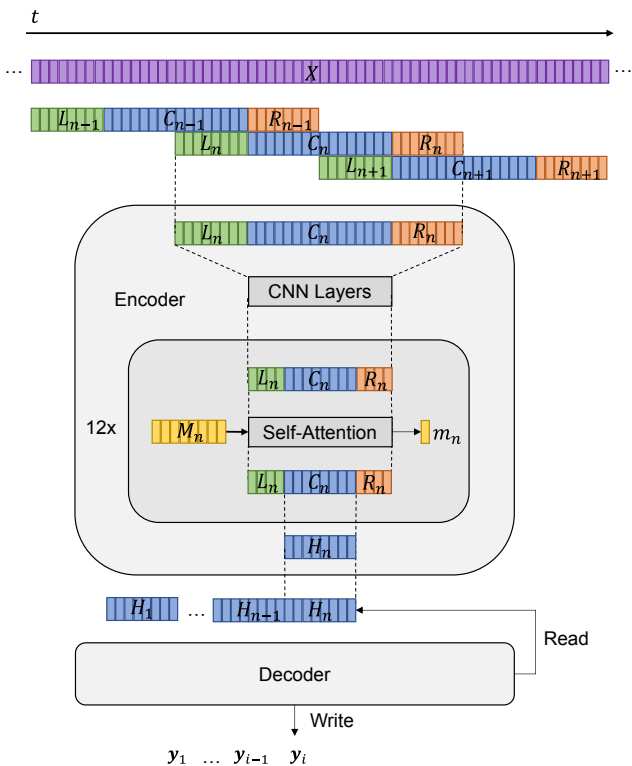 t
... X ...
L_{n-1} C_{n-1} R_{n-1}
L_n C_n R_n
L_{n+1} C_{n+1} R_{n+1}
L_n C_n R_n
CNN Layers
Encoder
L_n C_n R_n
12x
M_n Self-Attention m_n
L_n C_n R_n
H_n
H_1 ... H_{n-1} H_n
Read
Decoder
Write
y_1 ... y_{i-1} y_i